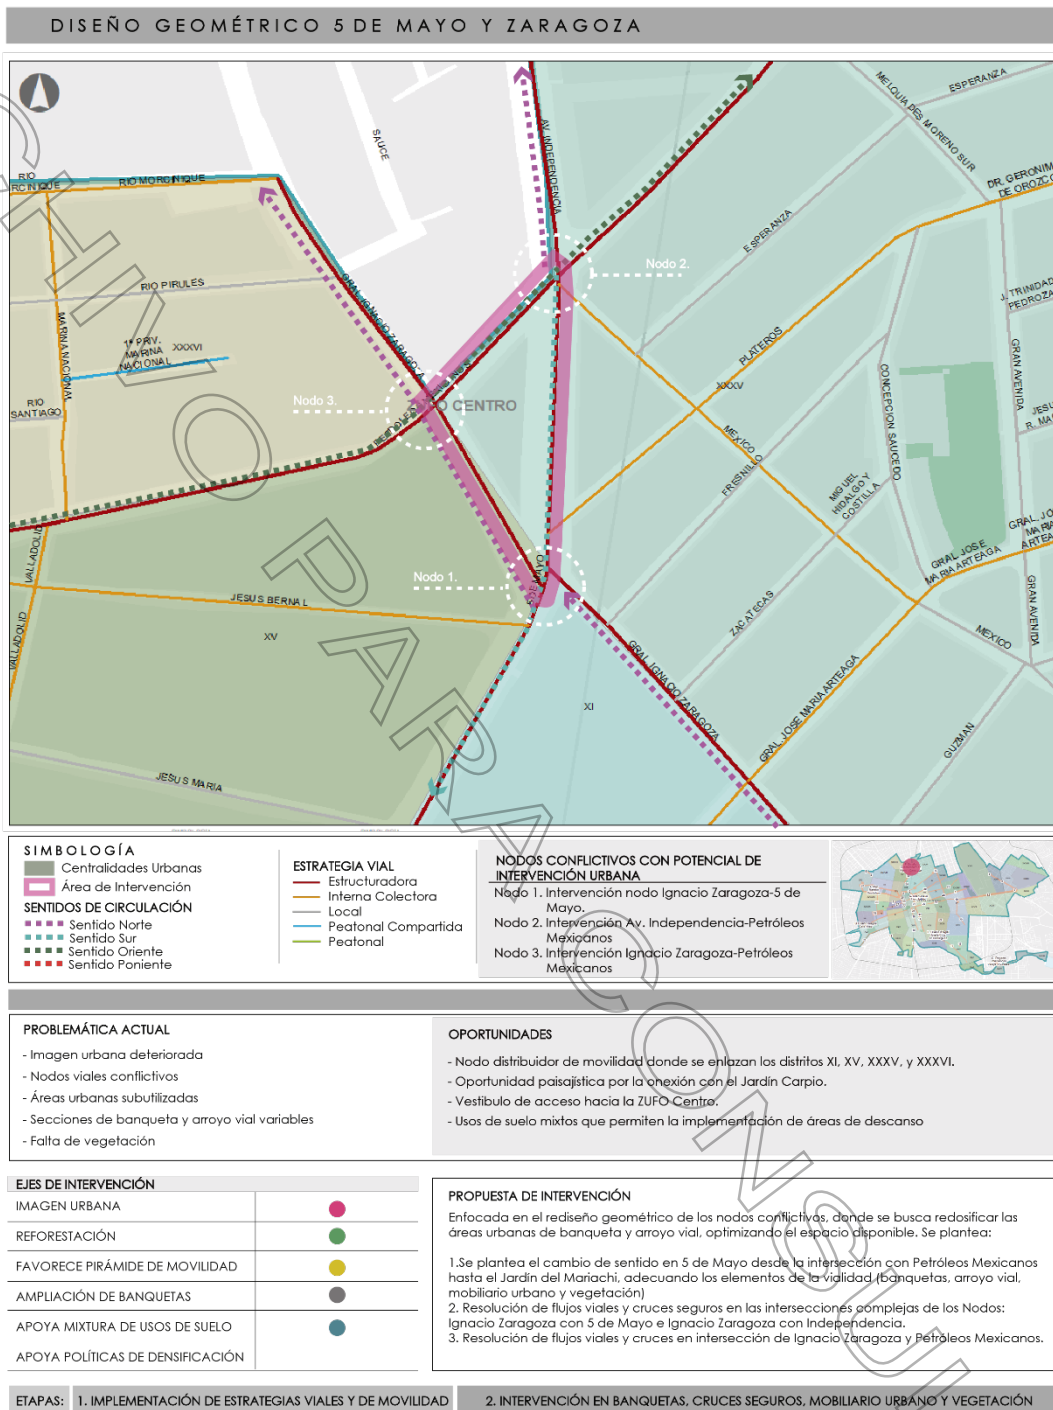 DISEÑO GEOMÉTRICO 5 DE MAYO Y ZARAGOZA
SAUCE
AV. INDEPENDENCIA
MELQUIADES MORENO SUR
ESPERANZA
DR. GERONIMO
DE OROZCO
RIO
RIO MORCINIQUE
ESPERANZA
Nodo 2.
RIO PIRULES
GRAL. IGNACIO ZARAGOZA
J. TRINIDAD
PEDROZA
1ª PRIV.
MARINA
NACIONAL
XXXVI
MARINA NACIONAL
PLATEROS
GRAN AVENIDA
XXXV
CONCEPCION SAUCEDO
RIO
SANTIAGO
Nodo 3.
CENTRO
MEXICO
FRESNILLO
MIGUEL
HIDALGO Y
COSTILLA
VALLADOLID
GRAL. JOSE
MARIA ARTEAGA
Nodo 1.
JESUS BERNAL
XV
VALLADOLID
ZACATECAS
GRAN AVENIDA
MEXICO
GRAL. IGNACIO ZARAGOZA
GRAL. JOSE MARIA ARTEAGA
XI
GUZMAN
JESUS MARIA
SIMBOLOGÍA
Centralidades Urbanas
Área de Intervención
SENTIDOS DE CIRCULACIÓN
Sentido Norte
Sentido Sur
Sentido Oriente
Sentido Poniente
ESTRATEGIA VIAL
Estructuradora
Interna Colectora
Local
Peatonal Compartida
Peatonal
NODOS CONFLICTIVOS CON POTENCIAL DE
INTERVENCIÓN URBANA
Nodo 1. Intervención nodo Ignacio Zaragoza-5 de
Mayo.
Nodo 2. Intervención Av. Independencia-Petróleos
Mexicanos
Nodo 3. Intervención Ignacio Zaragoza-Petróleos
Mexicanos
PROBLEMÁTICA ACTUAL
- Imagen urbana deteriorada
- Nodos viales conflictivos
- Áreas urbanas subutilizadas
- Secciones de banqueta y arroyo vial variables
- Falta de vegetación
OPORTUNIDADES
- Nodo distribuidor de movilidad donde se enlazan los distritos XI, XV, XXXV, y XXXVI.
- Oportunidad paisajística por la onexión con el Jardín Carpio.
- Vestibulo de acceso hacia la ZUFO Centro.
- Usos de suelo mixtos que permiten la implementación de áreas de descanso
EJES DE INTERVENCIÓN
IMAGEN URBANA
REFORESTACIÓN
FAVORECE PIRÁMIDE DE MOVILIDAD
AMPLIACIÓN DE BANQUETAS
APOYA MIXTURA DE USOS DE SUELO
APOYA POLÍTICAS DE DENSIFICACIÓN
PROPUESTA DE INTERVENCIÓN
Enfocada en el rediseño geométrico de los nodos conflictivos, donde se busca redosificar las
áreas urbanas de banqueta y arroyo vial, optimizando el espacio disponible. Se plantea:
1.Se plantea el cambio de sentido en 5 de Mayo desde la intersección con Petróleos Mexicanos
hasta el Jardín del Mariachi, adecuando los elementos de la vialidad (banquetas, arroyo vial,
mobiliario urbano y vegetación)
2. Resolución de flujos viales y cruces seguros en las intersecciones complejas de los Nodos:
Ignacio Zaragoza con 5 de Mayo e Ignacio Zaragoza con Independencia.
3. Resolución de flujos viales y cruces en intersección de Ignacio Zaragoza y Petróleos Mexicanos.
ETAPAS:
1. IMPLEMENTACIÓN DE ESTRATEGIAS VIALES Y DE MOVILIDAD
2. INTERVENCIÓN EN BANQUETAS, CRUCES SEGUROS, MOBILIARIO URBANO Y VEGETACIÓN